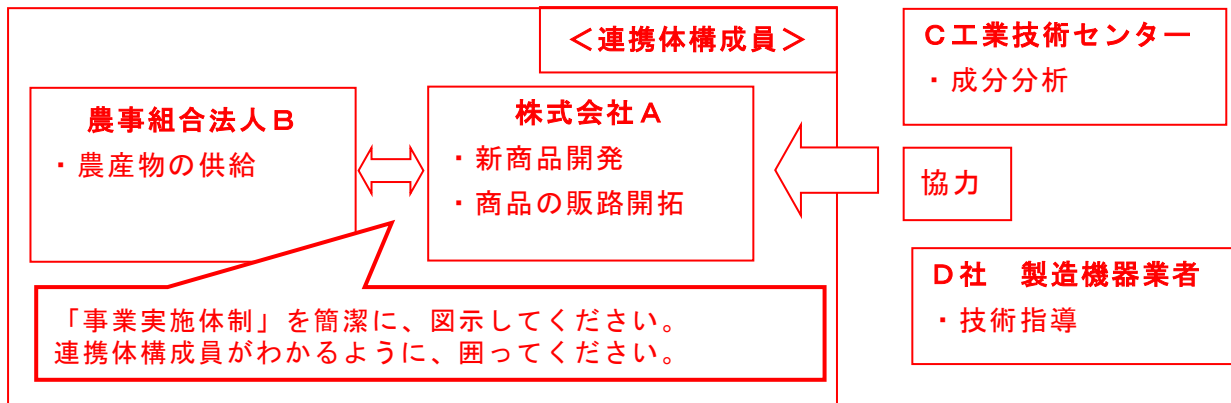 ＜連携体構成員＞
農事組合法人Ｂ
・農産物の供給
株式会社Ａ
・新商品開発
・商品の販路開拓
「事業実施体制」を簡潔に、図示してください。
連携体構成員がわかるように、囲ってください。
Ｃ工業技術センター
・成分分析
協力
Ｄ社　製造機器業者
・技術指導